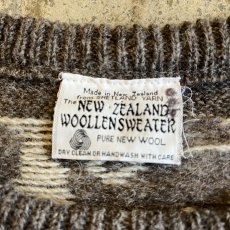 Made in New Zealand
from SHETLAND YARN
The NEW·ZEALAND
WOOLLENSWEATER
PURE NEW WOOL
DRY CLEAN OR HANDWASH WITH CARE